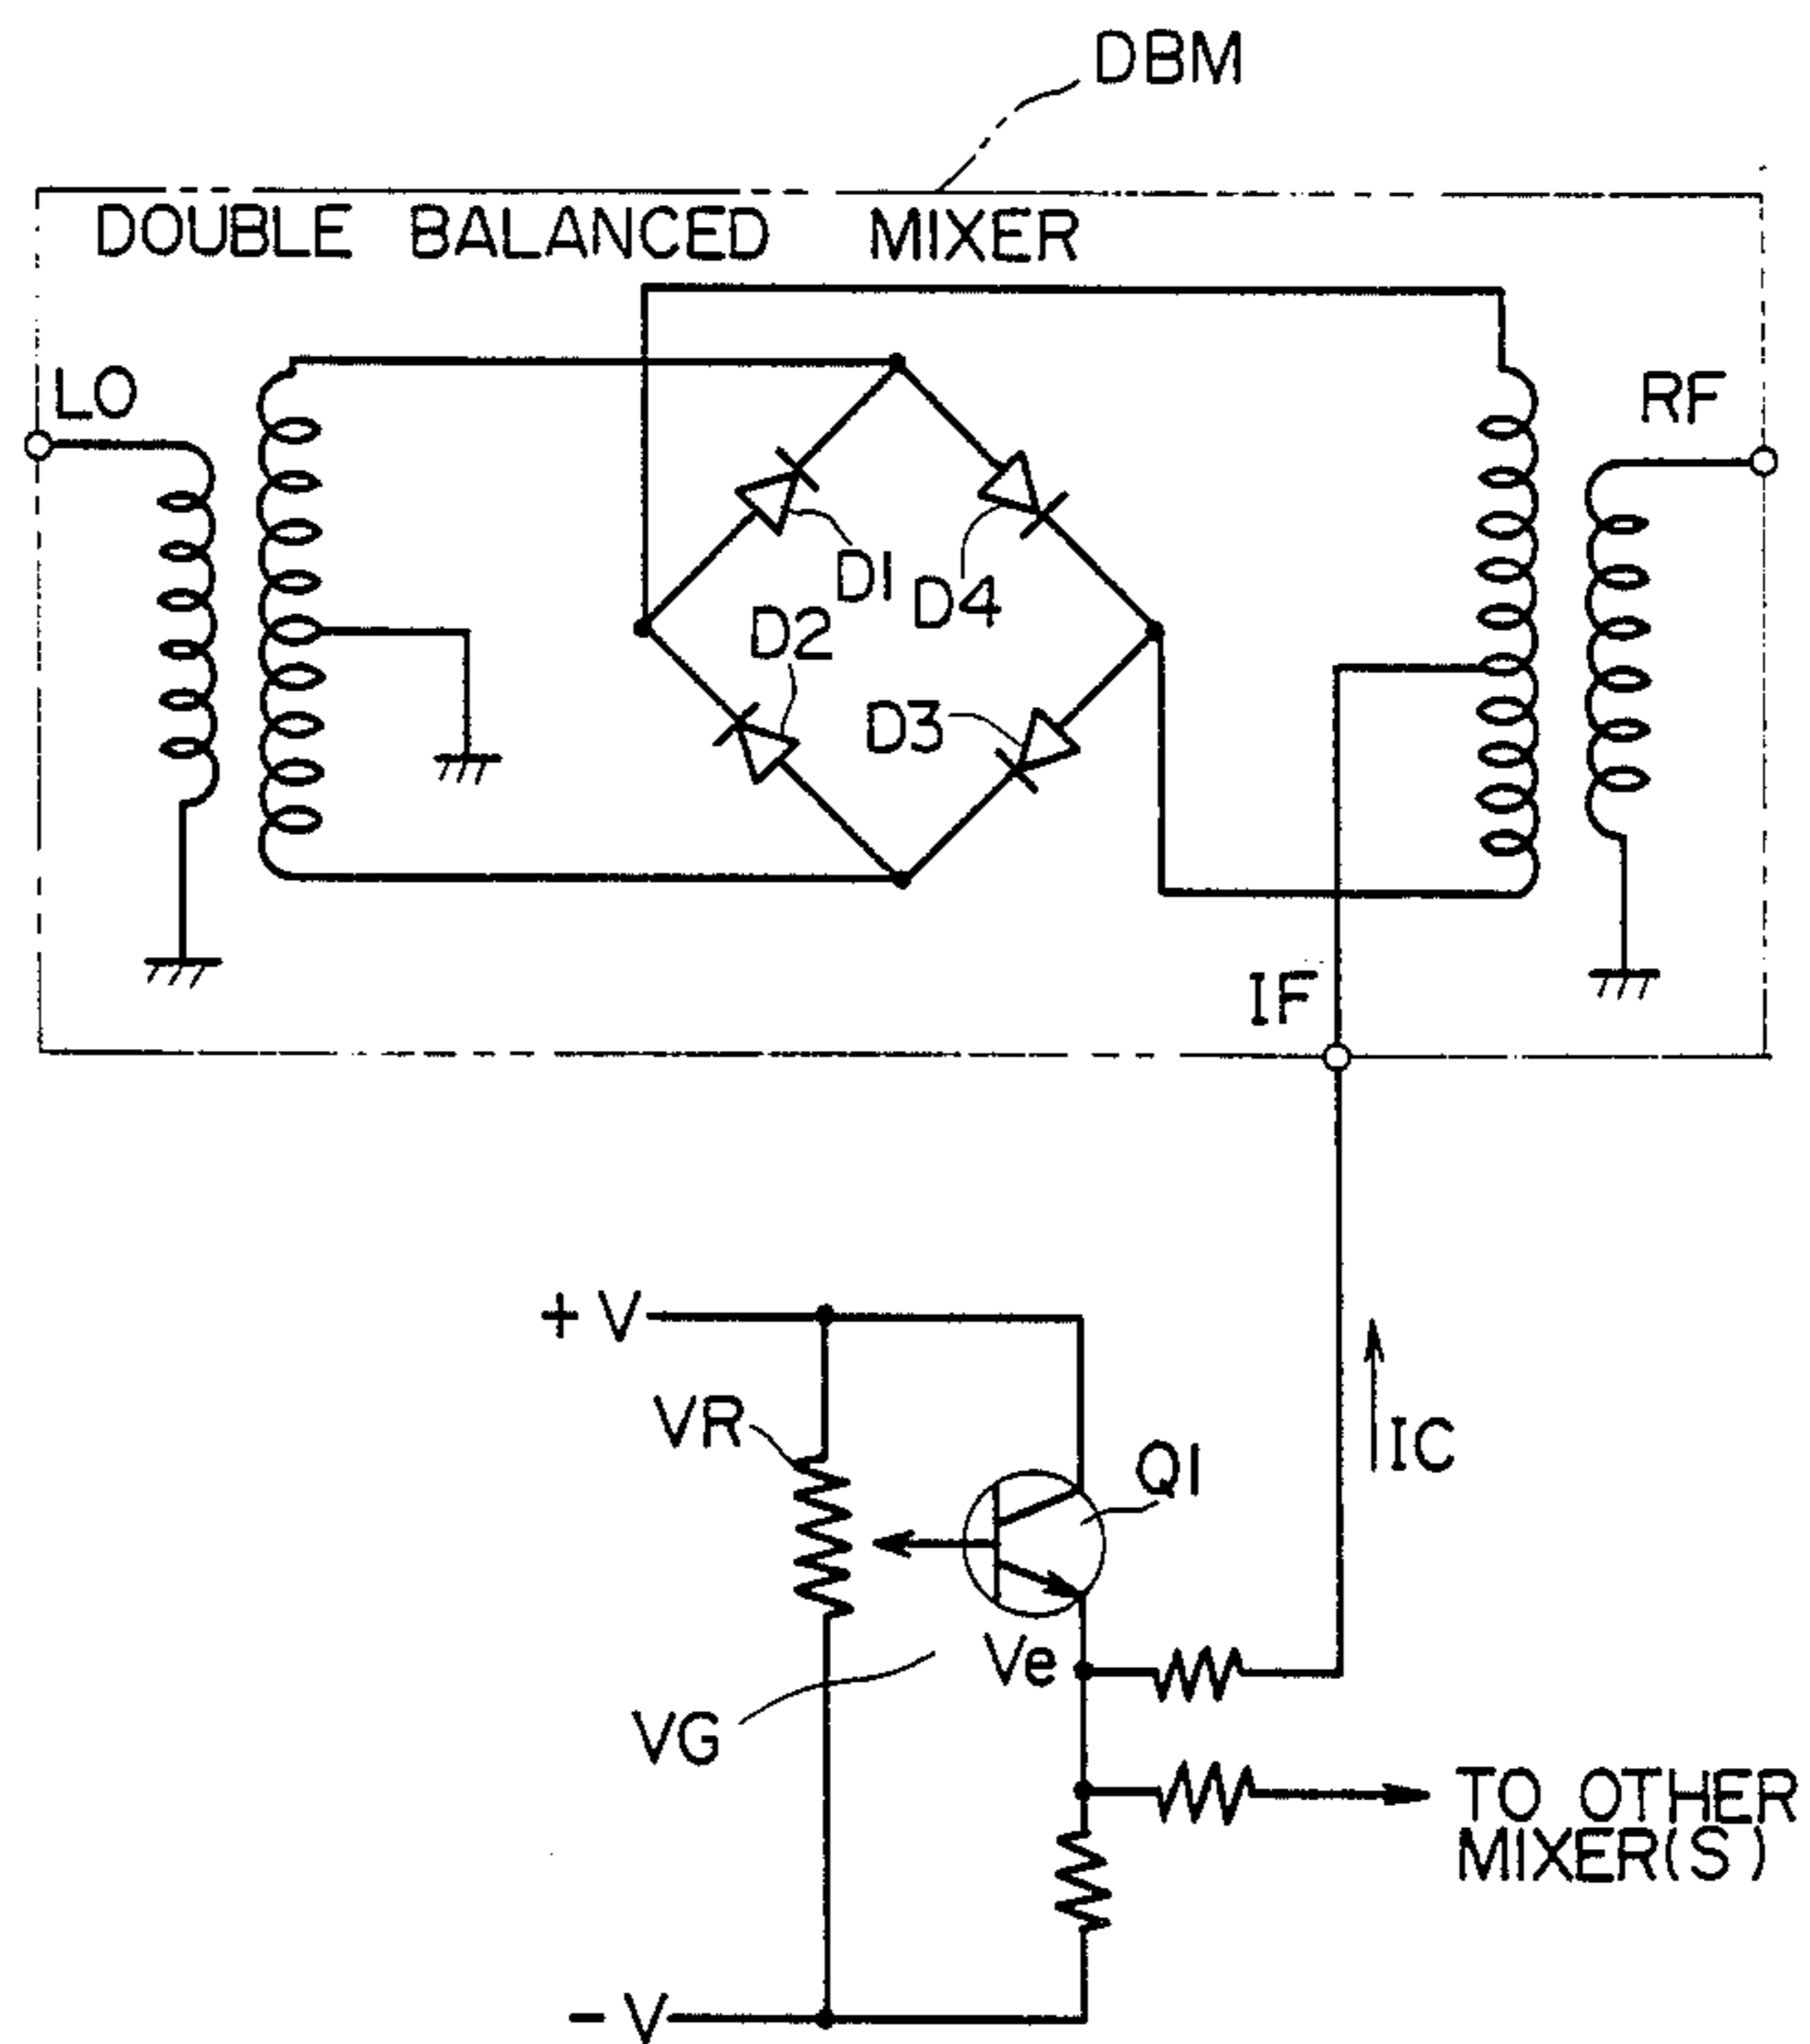 DBM
DOUBLE BALANCED MIXER
LO
RF
D1
D4
D2
D3
IF
+V
VR
Q1
IC
Ve
VG
TO OTHER
MIXER(S)
-V